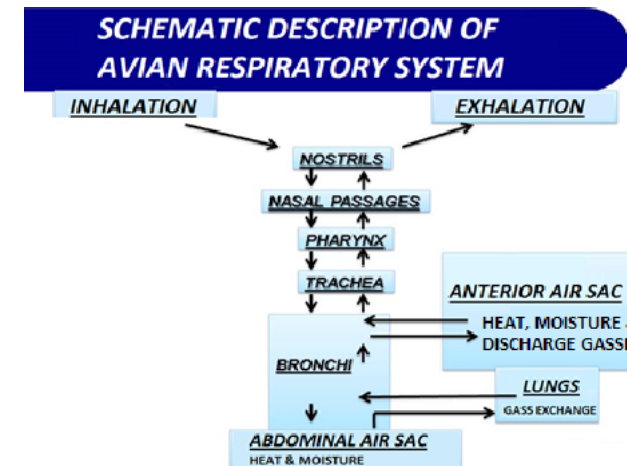 SCHEMATIC DESCRIPTION OF
AVIAN RESPIRATORY SYSTEM
INHALATION
EXHALATION
NOSTRILS
NASAL PASSAGES
PHARYNX
TRACHEA
ANTERIOR AIR SAC
HEAT, MOISTURE
DISCHARGE
BRONCHI
LUNGS
GASS EXCHANGE
ABDOMINAL AIR SAC
HEAT & MOISTURE